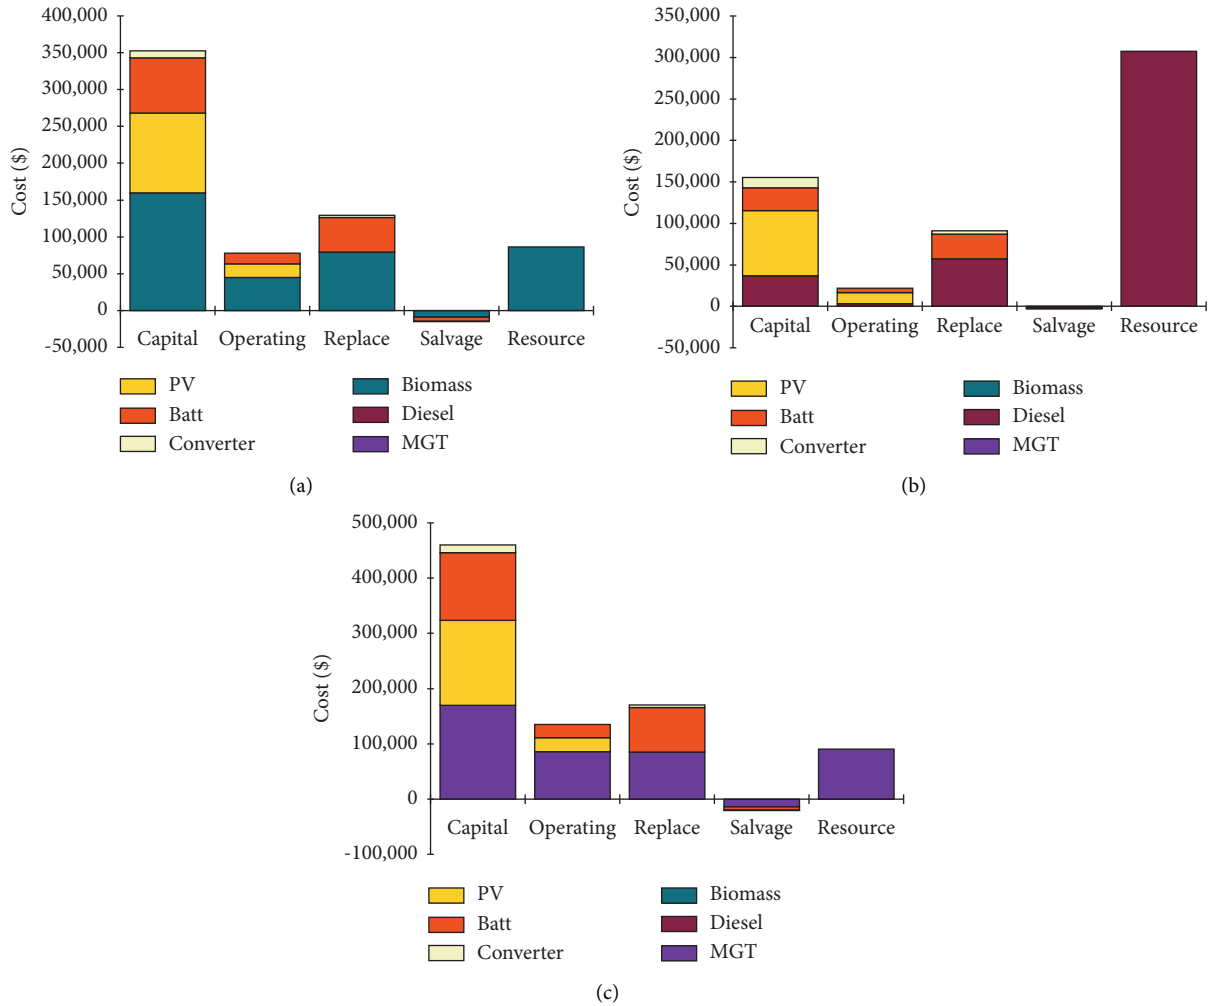 400,000
350,000
300,000
250,000
200,000
150,000
100,000
50,000
0
-50,000
Cost ($)
Capital Operating Replace Salvage Resource
PV Biomass
Batt Diesel
Converter MGT
(a)
350,000
300,000
250,000
200,000
150,000
100,000
50,000
0
-50,000
Cost ($)
Capital Operating Replace Salvage Resource
PV Biomass
Batt Diesel
Converter MGT
(b)
500,000
400,000
300,000
200,000
100,000
0
-100,000
Cost ($)
Capital Operating Replace Salvage Resource
PV Biomass
Batt Diesel
Converter MGT
(c)